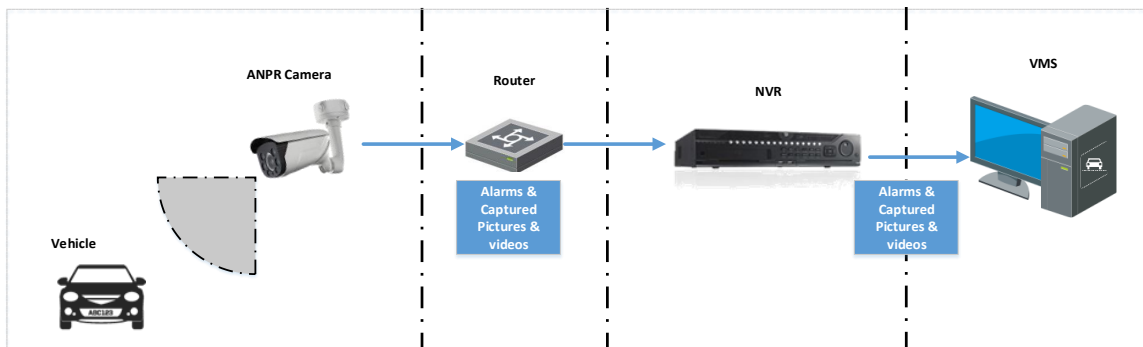 ANPR Camera
Router
NVR
VMS
Alarms &
Captured
Pictures &
videos
Alarms &
Captured
Pictures &
videos
Vehicle
ABC123